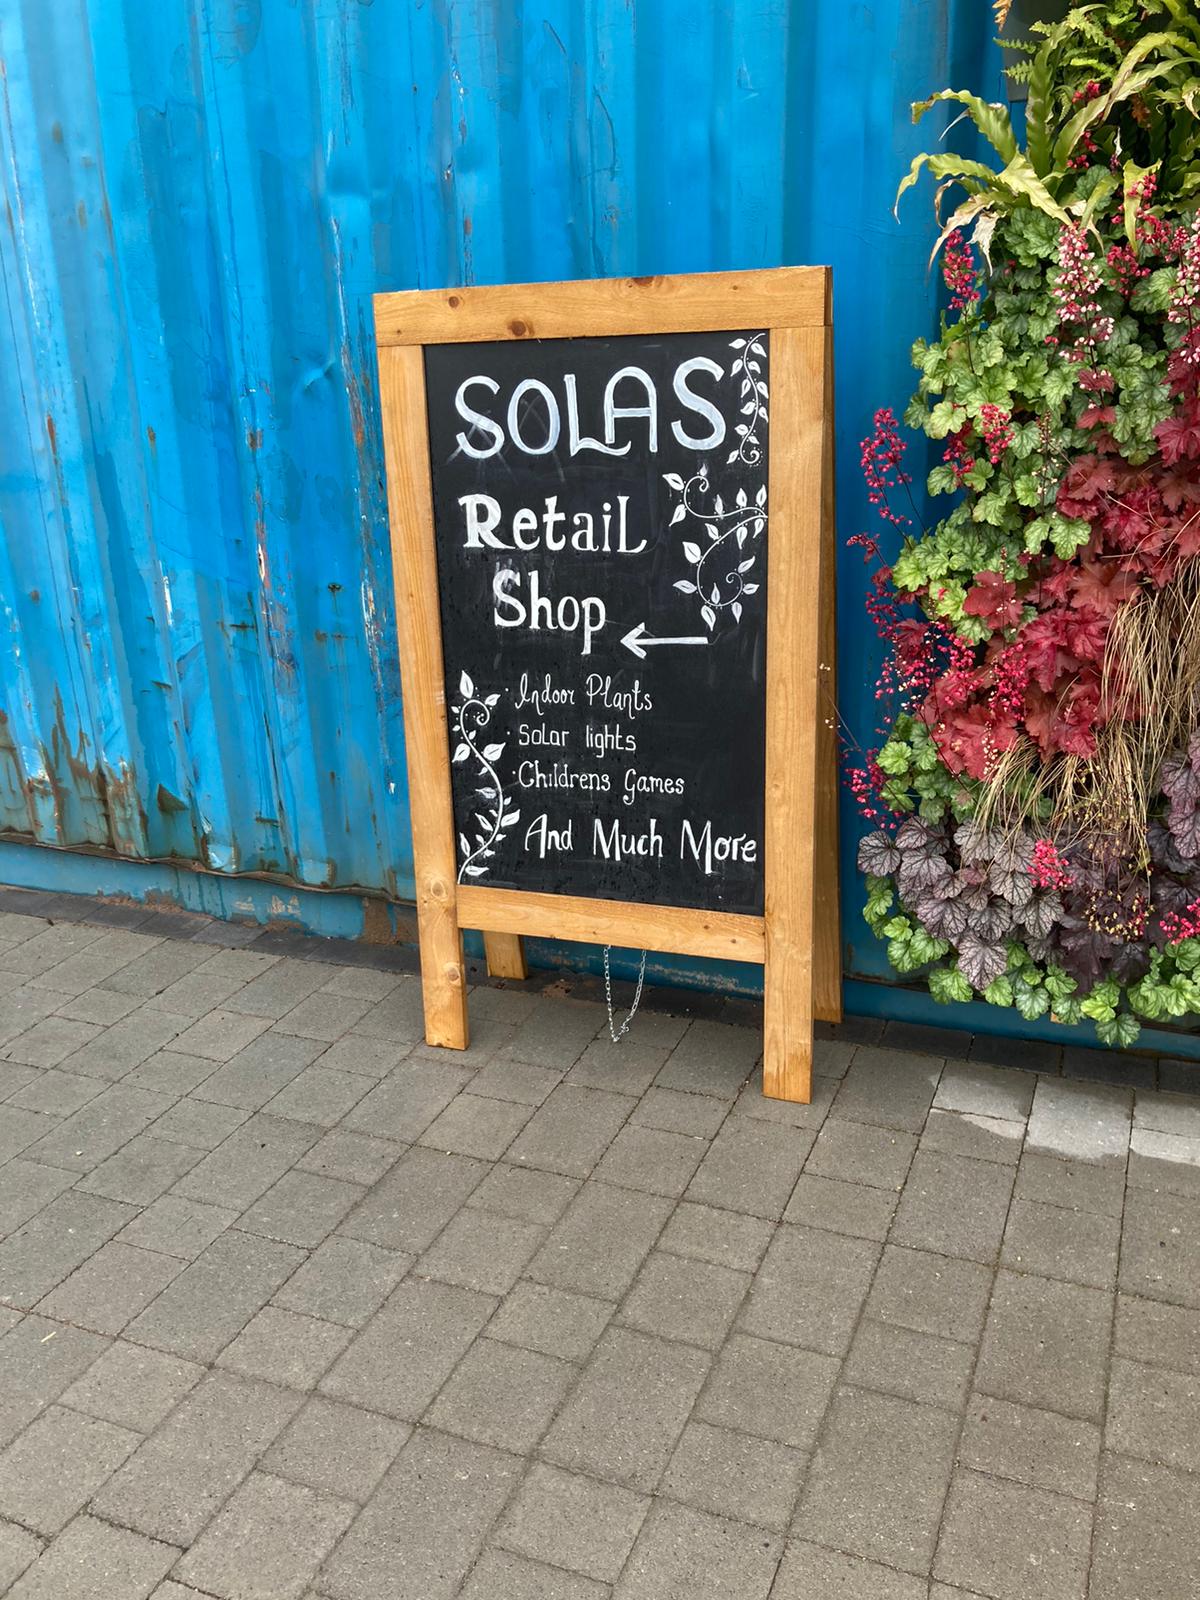 SOLAS
Retail
Shop
· Indoor Plants
· Solar lights
· Childrens Games
And Much More